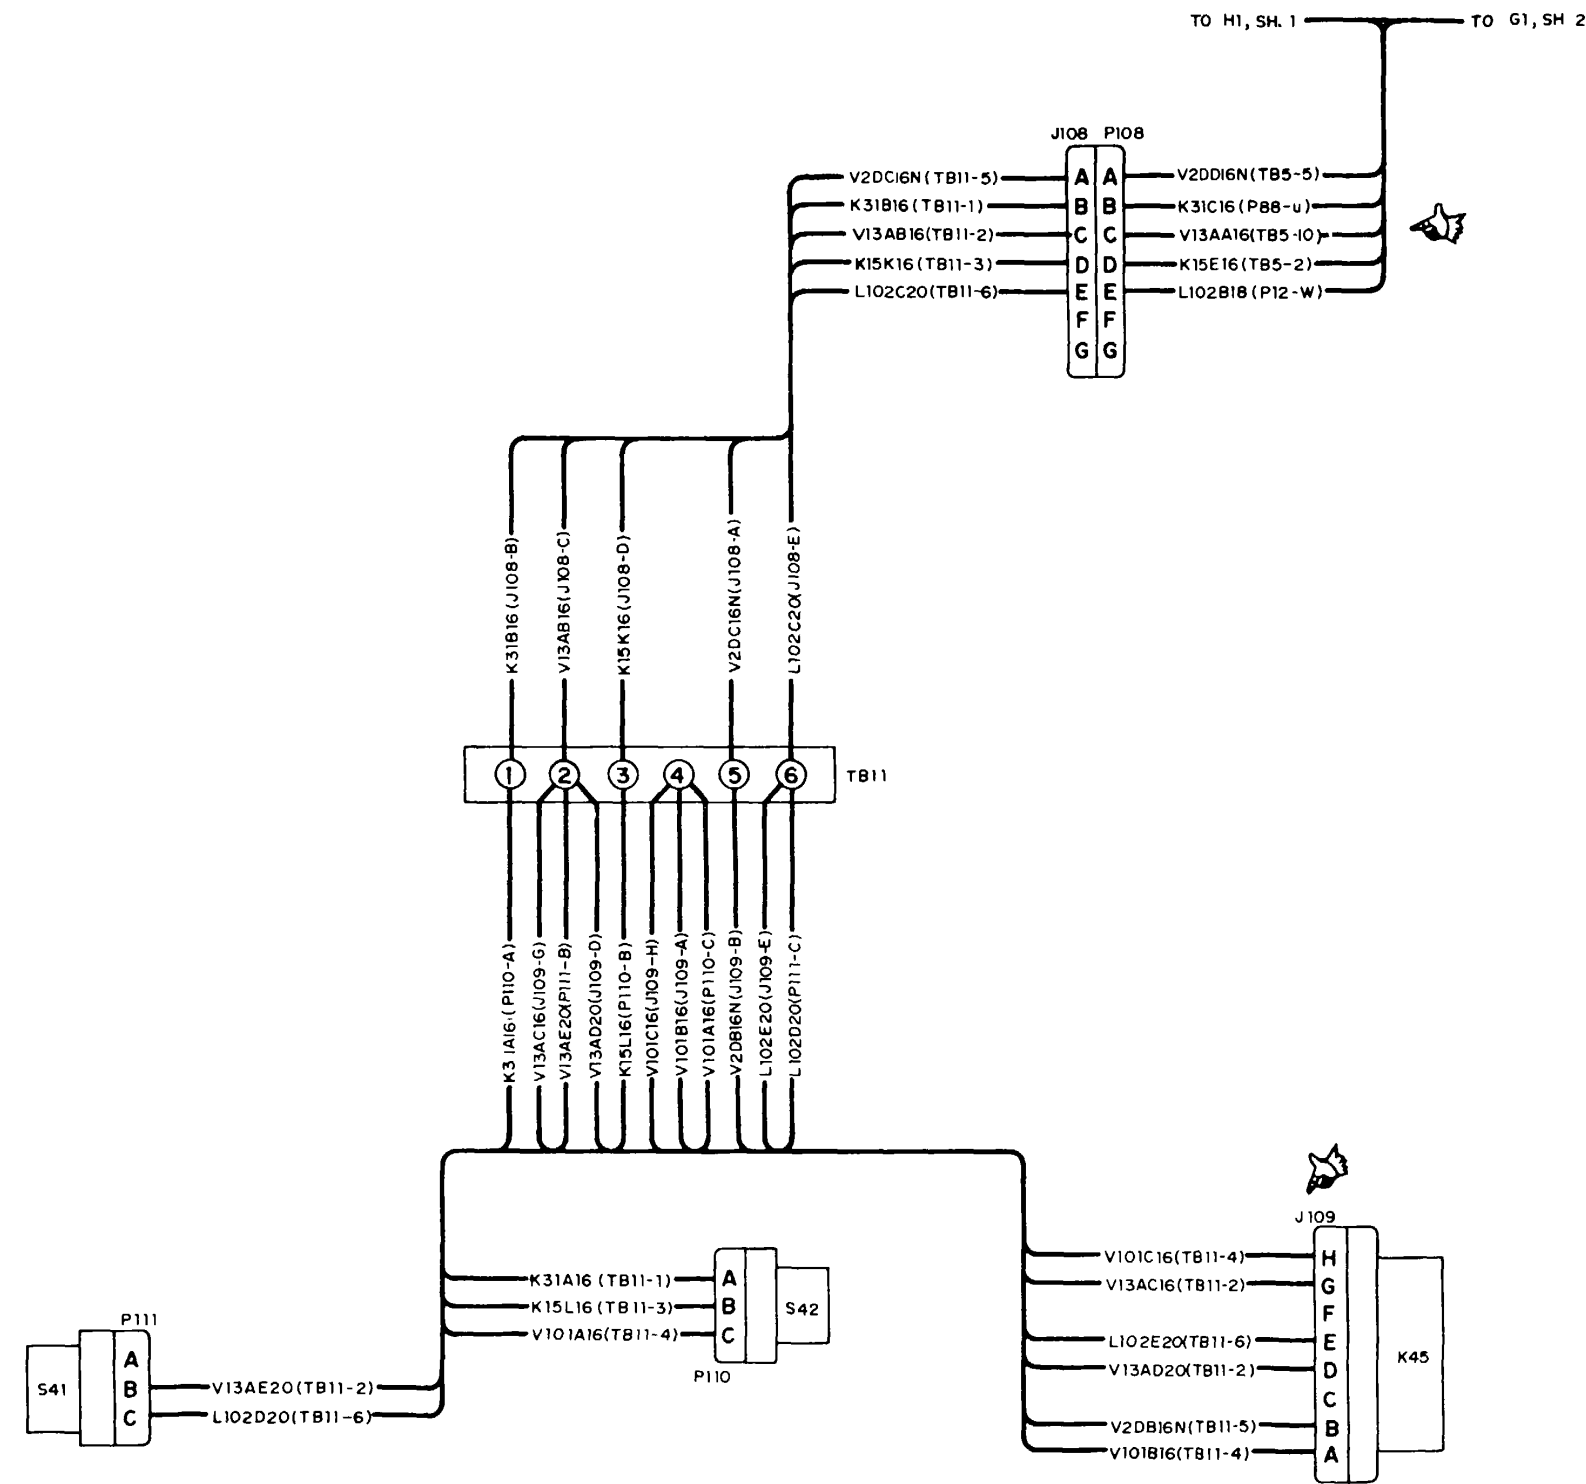 TO H1, SH. 1
TO G1, SH 2
J108 P108
V2DC16N(TB11-5) A A V2DD16N(TB5-5)
K31B16(TB11-1) B B K31C16(P88-u)
V13AB16(TB11-2) C C V13AA16(TB5-10)
K15K16(TB11-3) D D K15E16(TB5-2)
L102C20(TB11-6) E E L102B18(P12-W)
F F
G G
K31B16(J108-B)
V13AB16(J108-C)
K15K16(J108-D)
V2DC16N(J108-A)
L102C20(J108-E)
1 2 3 4 5 6 TB11
K31A16(P110-A)
V13AC16(J109-G)
V13AE20(P111-B)
V13AD20(J109-D)
K15L16(P110-B)
V101C16(J109-H)
V101B16(J109-A)
V101A16(P110-C)
V2DB16N(J109-B)
L102E20(J109-E)
L102D20(P111-C)
J109
V101C16(TB11-4) H
V13AC16(TB11-2) G
F
L102E20(TB11-6) E
V13AD20(TB11-2) D
C
V2DB16N(TB11-5) B
V101B16(TB11-4) A
K45
K31A16(TB11-1) A
K15L16(TB11-3) B
V101A16(TB11-4) C
S42
P110
P111
S41
A
B V13AE20(TB11-2)
C L102D20(TB11-6)